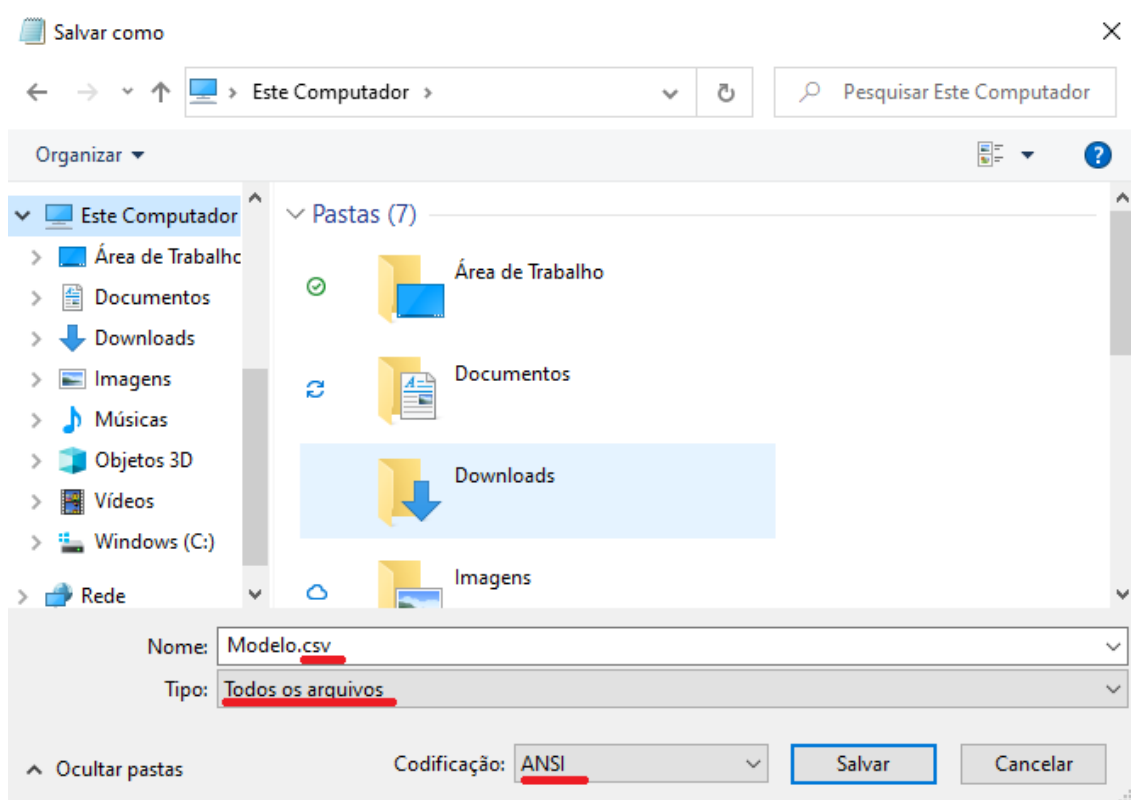 Salvar como
Este Computador
Pesquisar Este Computador
Organizar
?
Este Computador
Área de Trabalho
Documentos
Downloads
Imagens
Músicas
Objetos 3D
Vídeos
Windows (C:)
Rede
Pastas (7)
Área de Trabalho
Documentos
Downloads
Imagens
Nome: Modelo.csv
Tipo: Todos os arquivos
Ocultar pastas
Codificação: ANSI
Salvar
Cancelar